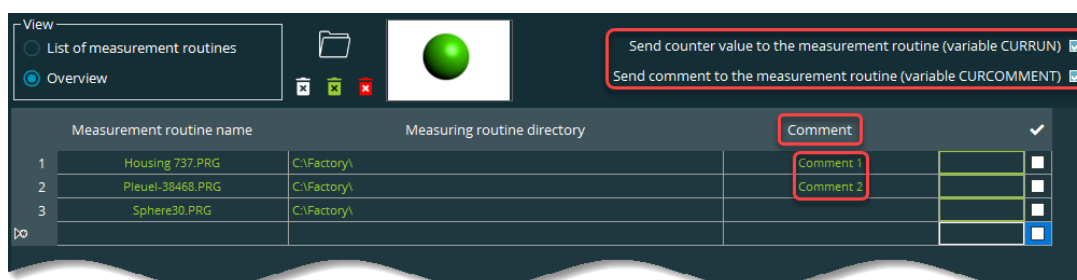 View
List of measurement routines
Overview
Send counter value to the measurement routine (variable CURRUN)
Send comment to the measurement routine (variable CURCOMMENT)
Measurement routine name Measuring routine directory Comment
1 Housing 737.PRG C:\Factory\ Comment 1
2 Pleuel-38468.PRG C:\Factory\ Comment 2
3 Sphere30.PRG C:\Factory\